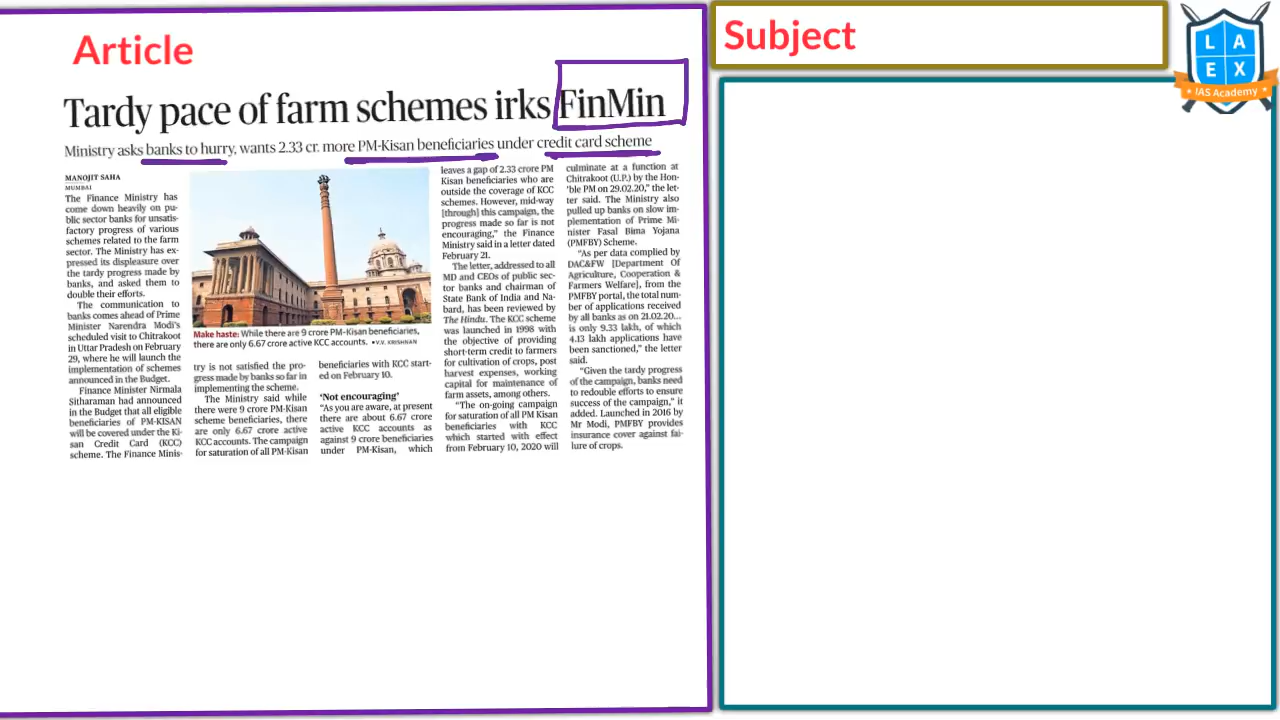 Article
Tardy pace of farm schemes irks FinMin
Ministry asks banks to hurry, wants 2.33 cr. more PM-Kisan beneficiaries under credit card scheme
MANOJIT SAHA
MUMBAI
The Finance Ministry has
come down heavily on pu-
blic sector banks for unsatis-
factory progress of various
schemes related to the farm
sector. The Ministry has ex-
pressed its displeasure over
the tardy progress made by
banks, and asked them to
double their efforts.
The communication to
banks comes ahead of Prime
Minister Narendra Modi's
scheduled visit to Chitrakoot
in Uttar Pradesh on February
29, where he will launch the
implementation of schemes
announced in the Budget.
Finance Minister Nirmala
Sitharaman had announced
in the Budget that all eligible
beneficiaries of PM-KISAN
will be covered under the Ki-
san Credit Card (KCC)
scheme. The Finance Minis-
Make haste: While there are 9 crore PM-Kisan beneficiaries,
there are only 6.67 crore active KCC accounts. •V.V. KRISHNAN
try is not satisfied the pro-
gress made by banks so far in
implementing the scheme.
The Ministry said while
there were 9 crore PM-Kisan
scheme beneficiaries, there
are only 6.67 crore active
KCC accounts. The campaign
for saturation of all PM-Kisan
beneficiaries with KCC start-
ed on February 10.
'Not encouraging'
"As you are aware, at present
there are about 6.67 crore
active KCC accounts as
against 9 crore beneficiaries
under PM-Kisan, which
leaves a gap of 2.33 crore PM
Kisan beneficiaries who are
outside the coverage of KCC
schemes. However, mid-way
[through] this campaign, the
progress made so far is not
encouraging," the Finance
Ministry said in a letter dated
February 21.
The letter, addressed to all
MD and CEOs of public sec-
tor banks and chairman of
State Bank of India and Na-
bard, has been reviewed by
The Hindu. The KCC scheme
was launched in 1998 with
the objective of providing
short-term credit to farmers
for cultivation of crops, post
harvest expenses, working
capital for maintenance of
farm assets, among others.
"The on-going campaign
for saturation of all PM Kisan
beneficiaries with KCC
which started with effect
from February 10, 2020 will
culminate at a function at
Chitrakoot (U.P.) by the Hon-
'ble PM on 29.02.20," the let-
ter said. The Ministry also
pulled up banks on slow im-
plementation of Prime Mi-
nister Fasal Bima Yojana
(PMFBY) Scheme.
"As per data complied by
DAC&FW [Department Of
Agriculture, Cooperation &
Farmers Welfare], from the
PMFBY portal, the total num-
ber of applications received
by all banks as on 21.02.20...
is only 9.33 lakh, of which
4.13 lakh applications have
been sanctioned," the letter
said.
"Given the tardy progress
of the campaign, banks need
to redouble efforts to ensure
success of the campaign," it
added. Launched in 2016 by
Mr Modi, PMFBY provides
insurance cover against fai-
lure of crops.
Subject
L A
E X
IAS Academy